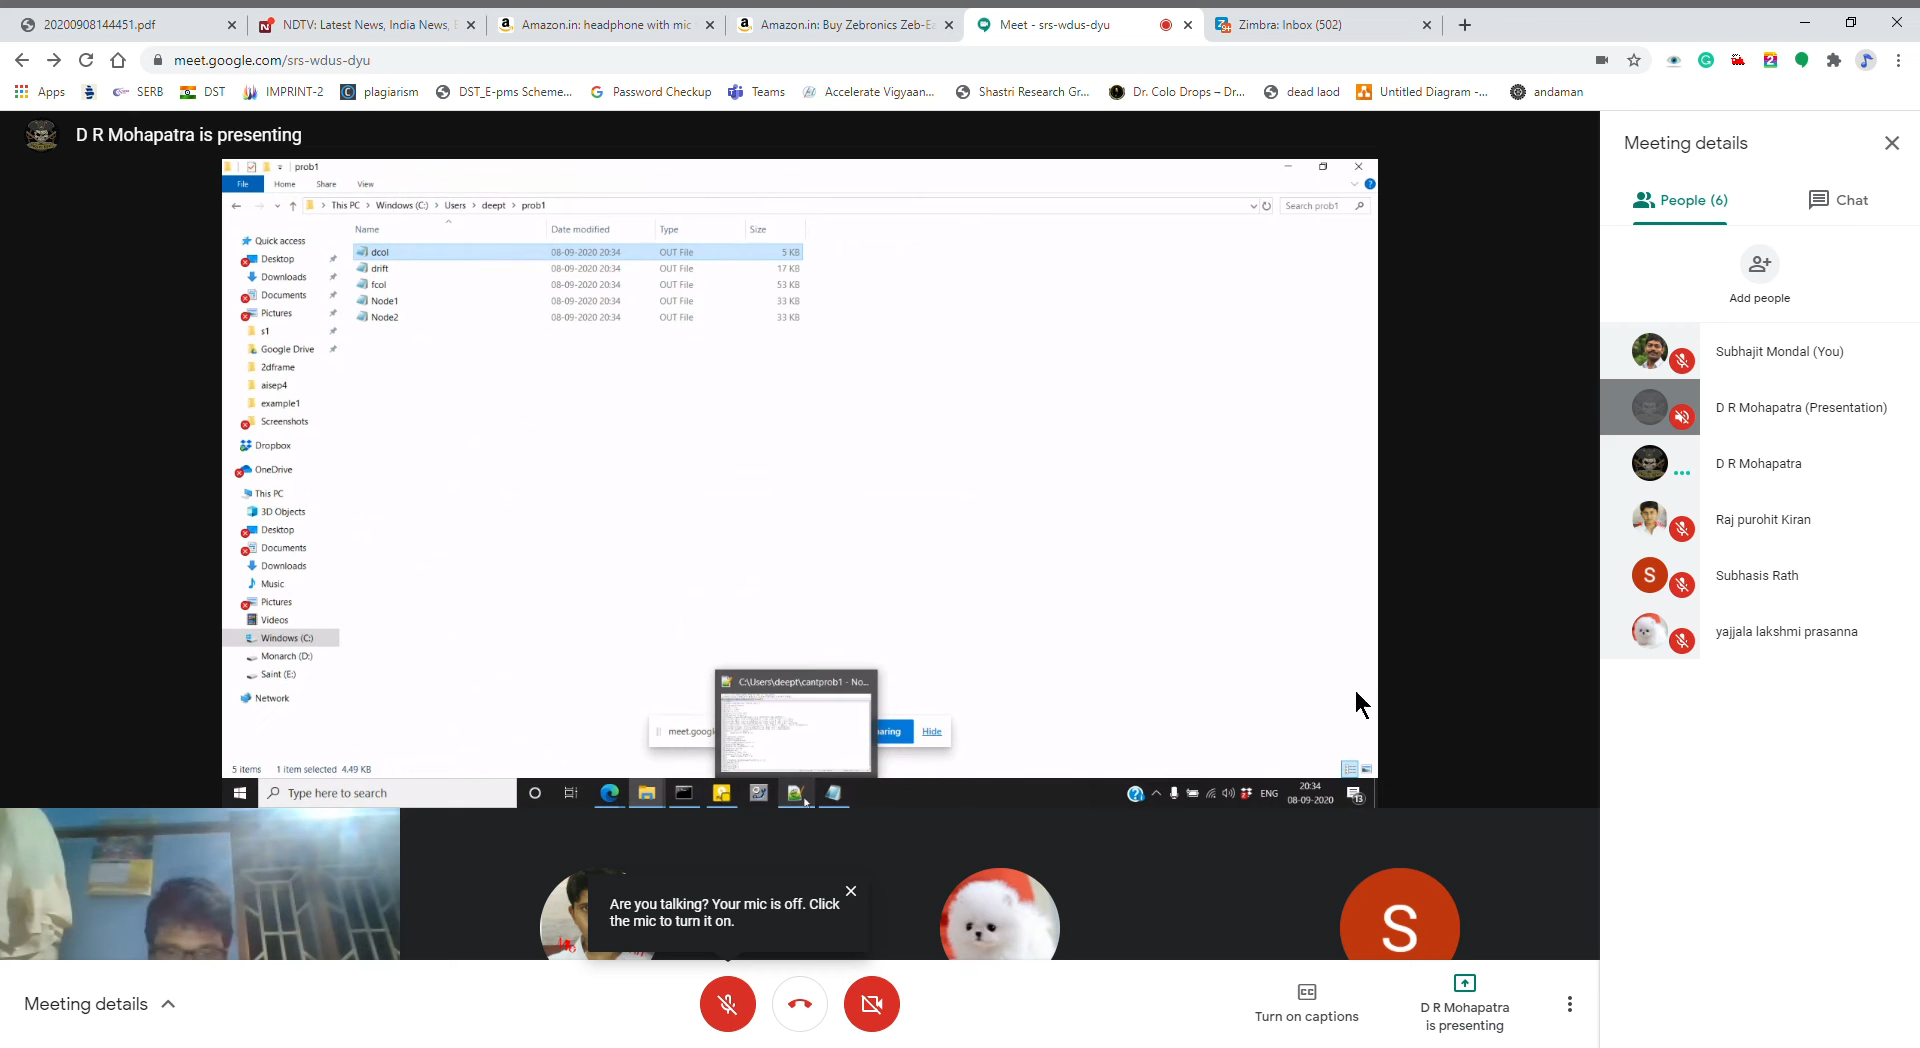 20200908144451.pdf
NDTV: Latest News, India News,
Amazon.in: headphone with mic
Amazon.in: Buy Zebronics Zeb-Ea
Meet - srs-wdus-dyu
Zimbra: Inbox (502)
meet.google.com/srs-wdus-dyu
Apps
SERB
DST
IMPRINT-2
plagiarism
DST_E-pms Scheme...
Password Checkup
Teams
Accelerate Vigyaan...
Shastri Research Gr...
Dr. Colo Drops – Dr...
dead laod
Untitled Diagram -...
andaman
D R Mohapatra is presenting
prob1
File Home Share View
This PC > Windows (C:) > Users > deept > prob1
Search prob1
Name Date modified Type Size
dcol 08-09-2020 20:34 OUT File 5 KB
drift 08-09-2020 20:34 OUT File 17 KB
fcol 08-09-2020 20:34 OUT File 53 KB
Node1 08-09-2020 20:34 OUT File 33 KB
Node2 08-09-2020 20:34 OUT File 33 KB
Quick access
Desktop
Downloads
Documents
Pictures
s1
Google Drive
2dframe
aisep4
example1
Screenshots
Dropbox
OneDrive
This PC
3D Objects
Desktop
Documents
Downloads
Music
Pictures
Videos
Windows (C:)
Monarch (D:)
Saint (E:)
Network
C:\Users\deept\cantprob1 - No...
meet.googl
aring
Hide
5 items 1 item selected 4.49 KB
Type here to search
ENG
20:34
08-09-2020
13
Are you talking? Your mic is off. Click
the mic to turn it on.
S
Meeting details
Turn on captions
D R Mohapatra
is presenting
Meeting details
People (6)
Chat
Add people
Subhajit Mondal (You)
D R Mohapatra (Presentation)
D R Mohapatra
Raj purohit Kiran
S
Subhasis Rath
yajjala lakshmi prasanna